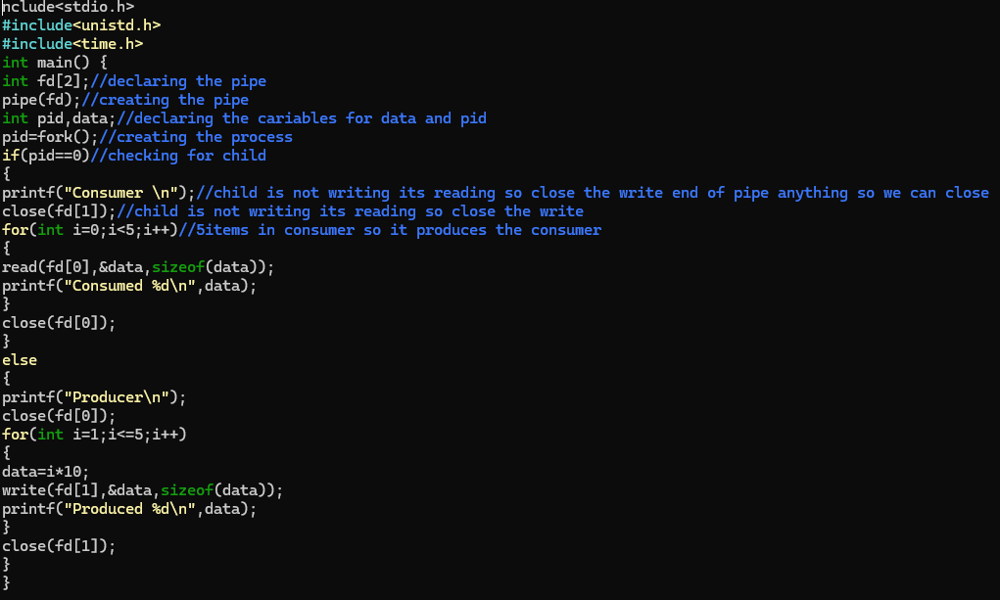 nclude<stdio.h>
#include<unistd.h>
#include<time.h>
int main() {
int fd[2];//declaring the pipe
pipe(fd);//creating the pipe
int pid,data;//declaring the cariables for data and pid
pid=fork();//creating the process
if(pid==0)//checking for child
{
printf("Consumer \n");//child is not writing its reading so close the write end of pipe anything so we can close
close(fd[1]);//child is not writing its reading so close the write
for(int i=0;i<5;i++)//5items in consumer so it produces the consumer
{
read(fd[0],&data,sizeof(data));
printf("Consumed %d\n",data);
}
close(fd[0]);
}
else
{
printf("Producer\n");
close(fd[0]);
for(int i=1;i<=5;i++)
{
data=i*10;
write(fd[1],&data,sizeof(data));
printf("Produced %d\n",data);
}
close(fd[1]);
}
}